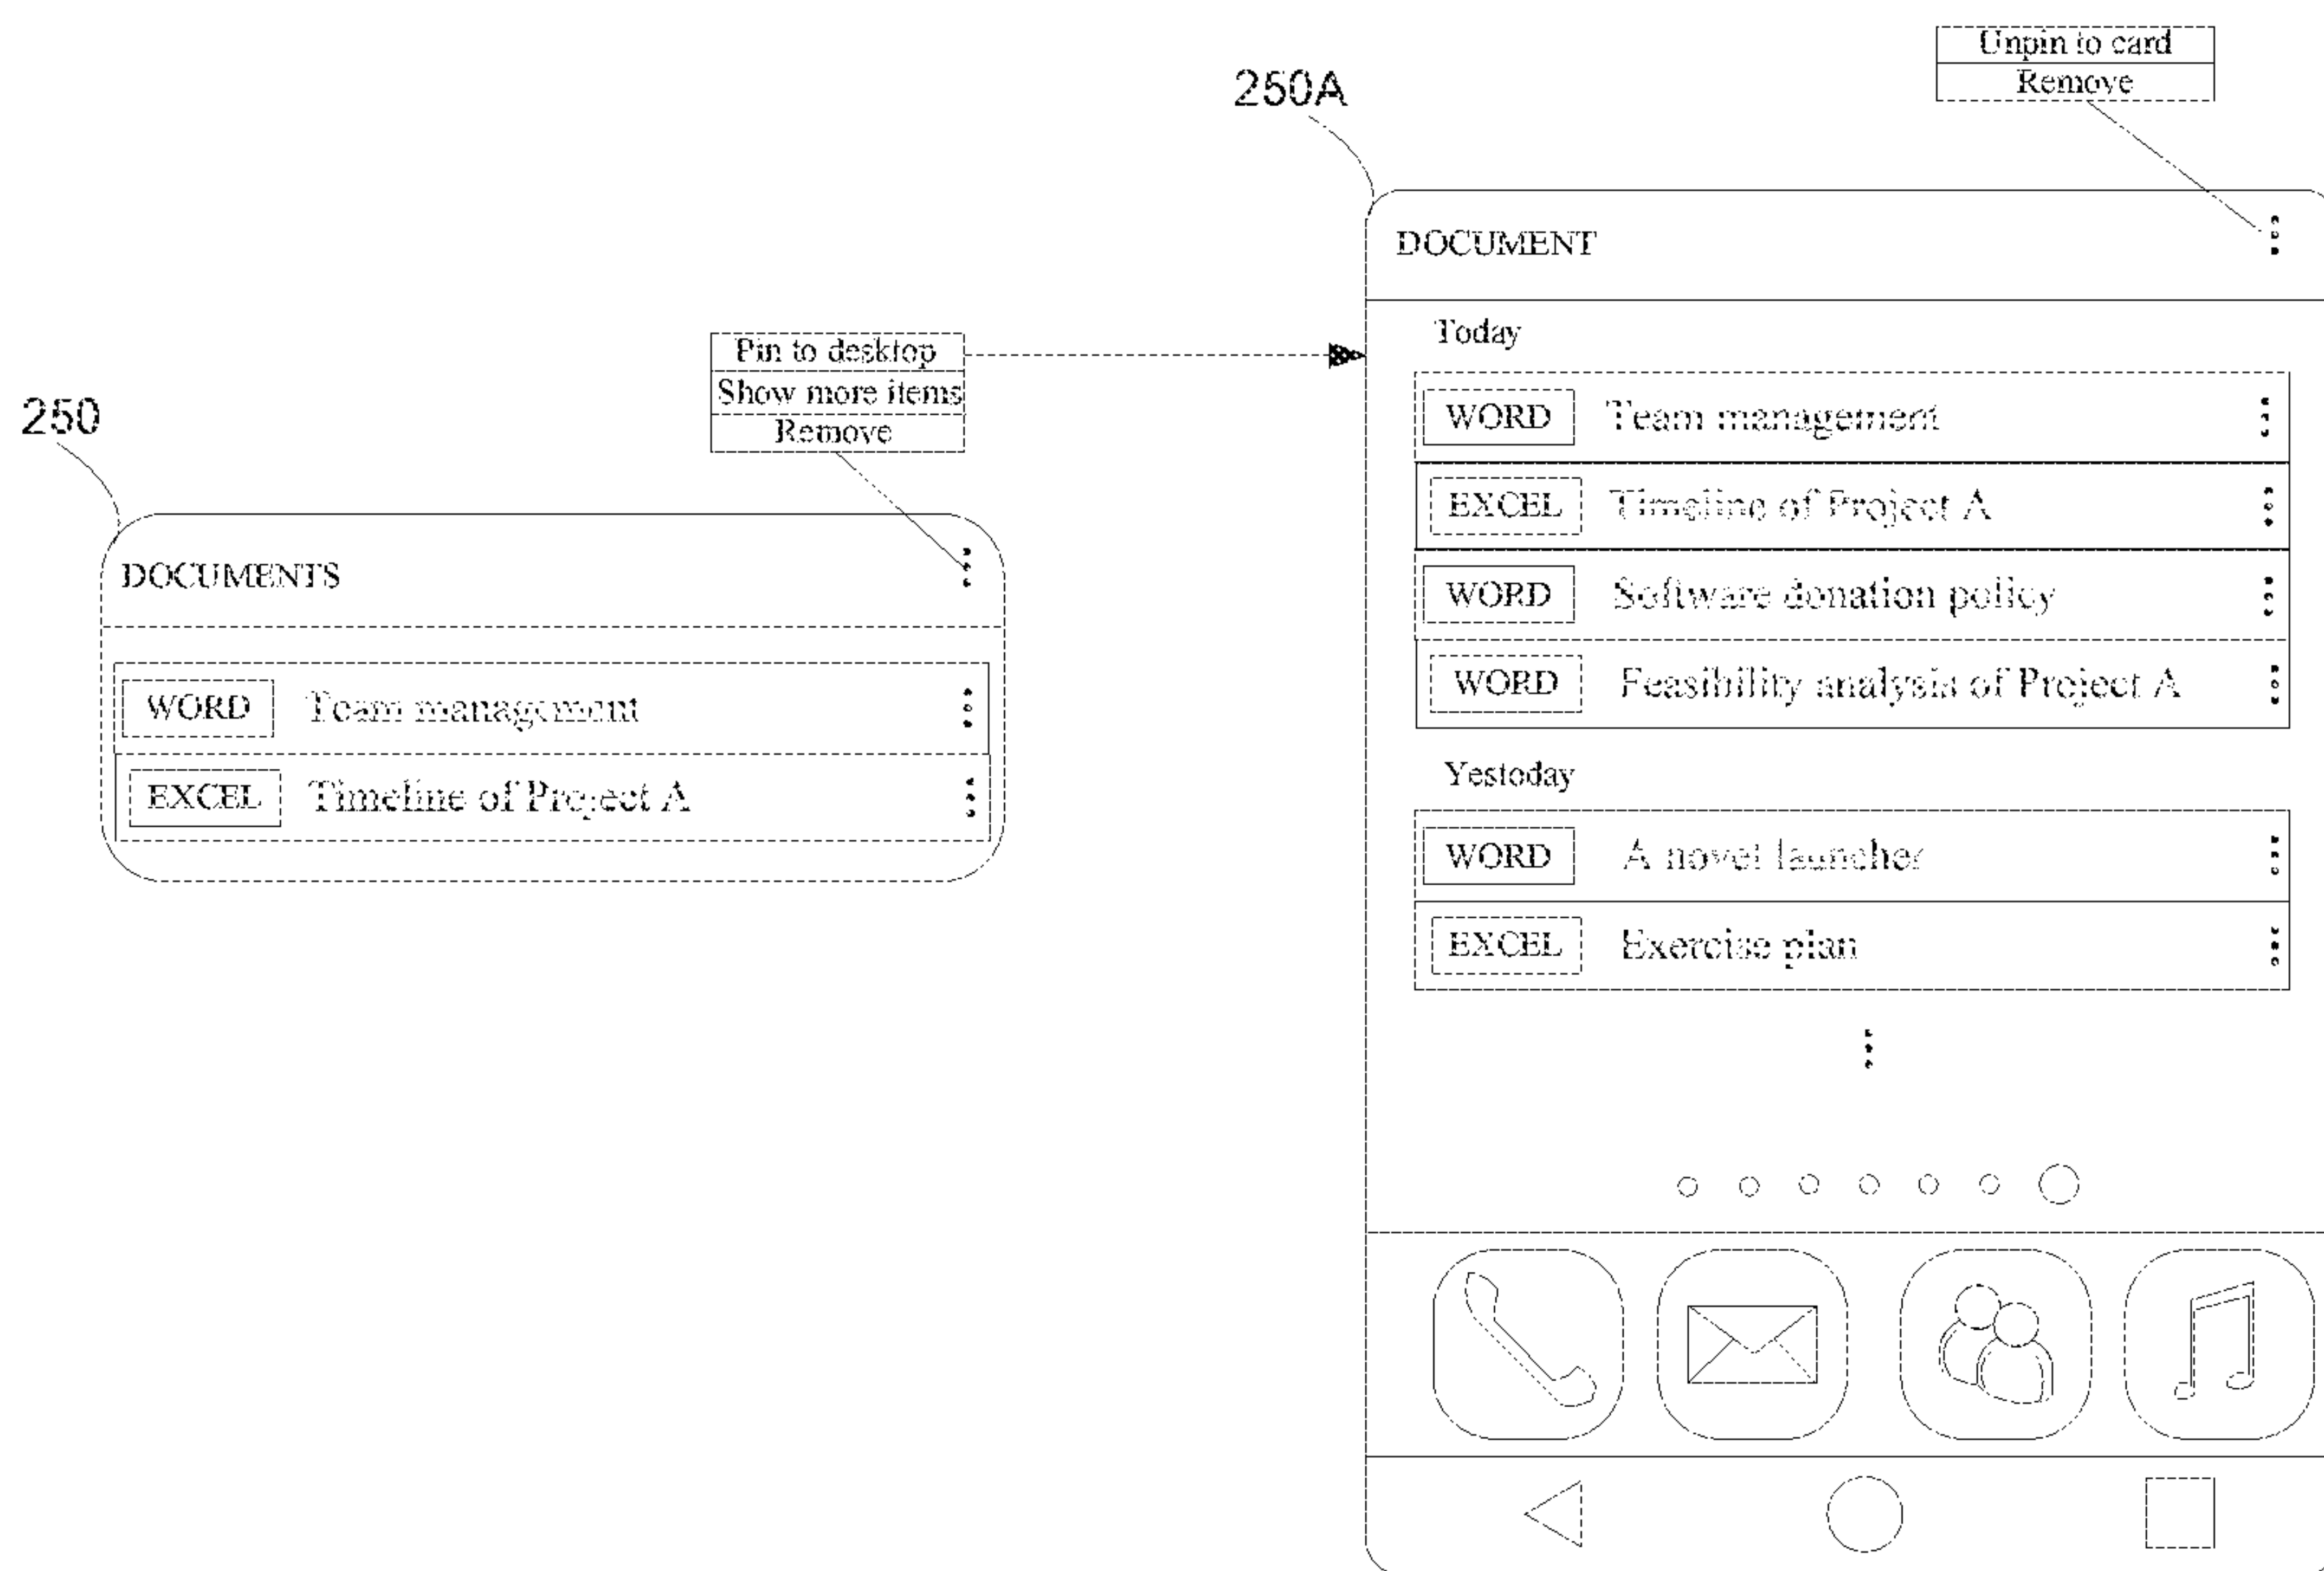 250
Pin to desktop
Show more items
Remove
DOCUMENTS
WORD Team management
EXCEL Timeline of Project A
250A
Unpin to card
Remove
DOCUMENT
Today
WORD Team management
EXCEL Timeline of Project A
WORD Software donation policy
WORD Feasibility analysis of Project A
Yestoday
WORD A novel launcher
EXCEL Exercise plan